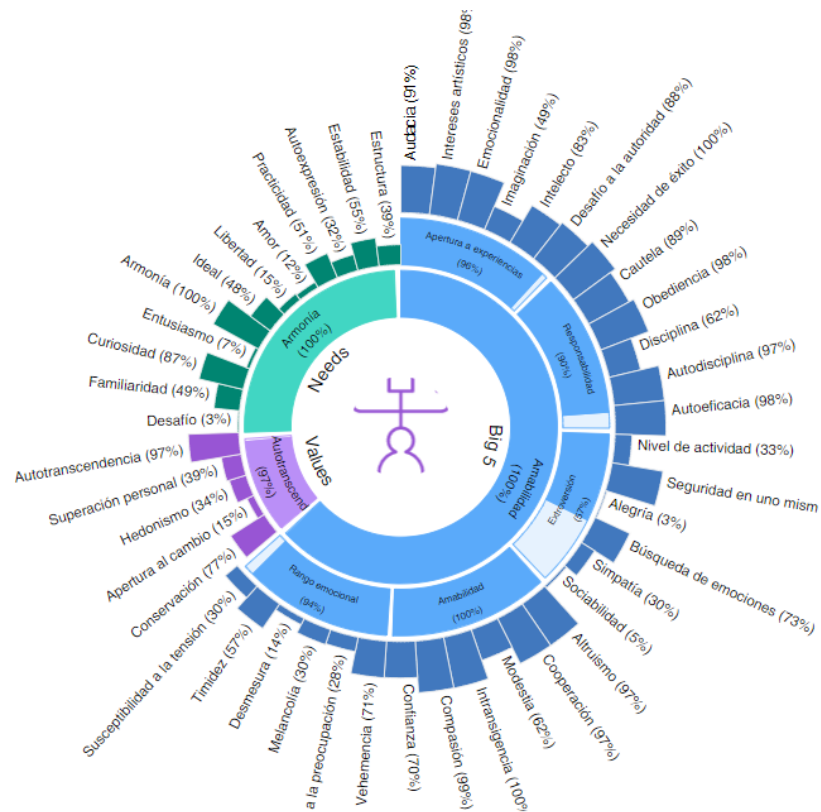 Audacia (91%)
Intereses artísticos (98%
Emocionalidad (98%)
Imaginación (49%)
Intelecto (83%)
Desafío a la autoridad (88%)
Necesidad de éxito (100%)
Cautela (89%)
Obediencia (98%)
Disciplina (62%)
Autodisciplina (97%)
Autoeficacia (98%)
Nivel de actividad (33%)
Seguridad en uno mism
Alegría (3%)
Búsqueda de emociones (73%)
Simpatía (30%)
Sociabilidad (5%)
Altruismo (97%)
Cooperación (97%)
Modestia (62%)
Intransigencia (100%
Compasión (99%)
Confianza (70%)
Vehemencia (71%)
a la preocupación (28%)
Melancolía (30%)
Desmesura (14%)
Timidez (57%)
Susceptibilidad a la tensión (30%)
Conservación (77%)
Apertura al cambio (15%)
Hedonismo (34%)
Superación personal (39%)
Autotranscendencia (97%)
Desafío (3%)
Familiaridad (49%)
Curiosidad (87%)
Entusiasmo (7%)
Armonía (100%)
Ideal (48%)
Libertad (15%)
Amor (12%)
Practicidad (51%)
Autoexpresión (32%)
Estabilidad (55%)
Estructura (39%)
Apertura a experiencias
(96%)
Responsabilidad
(90%)
Extroversión
(57%)
Amabilidad
(100%)
Rango emocional
(94%)
Autotranscend
(97%)
Armonía
(100%)
Amabilidad
(100%)
Needs
Values
Big 5